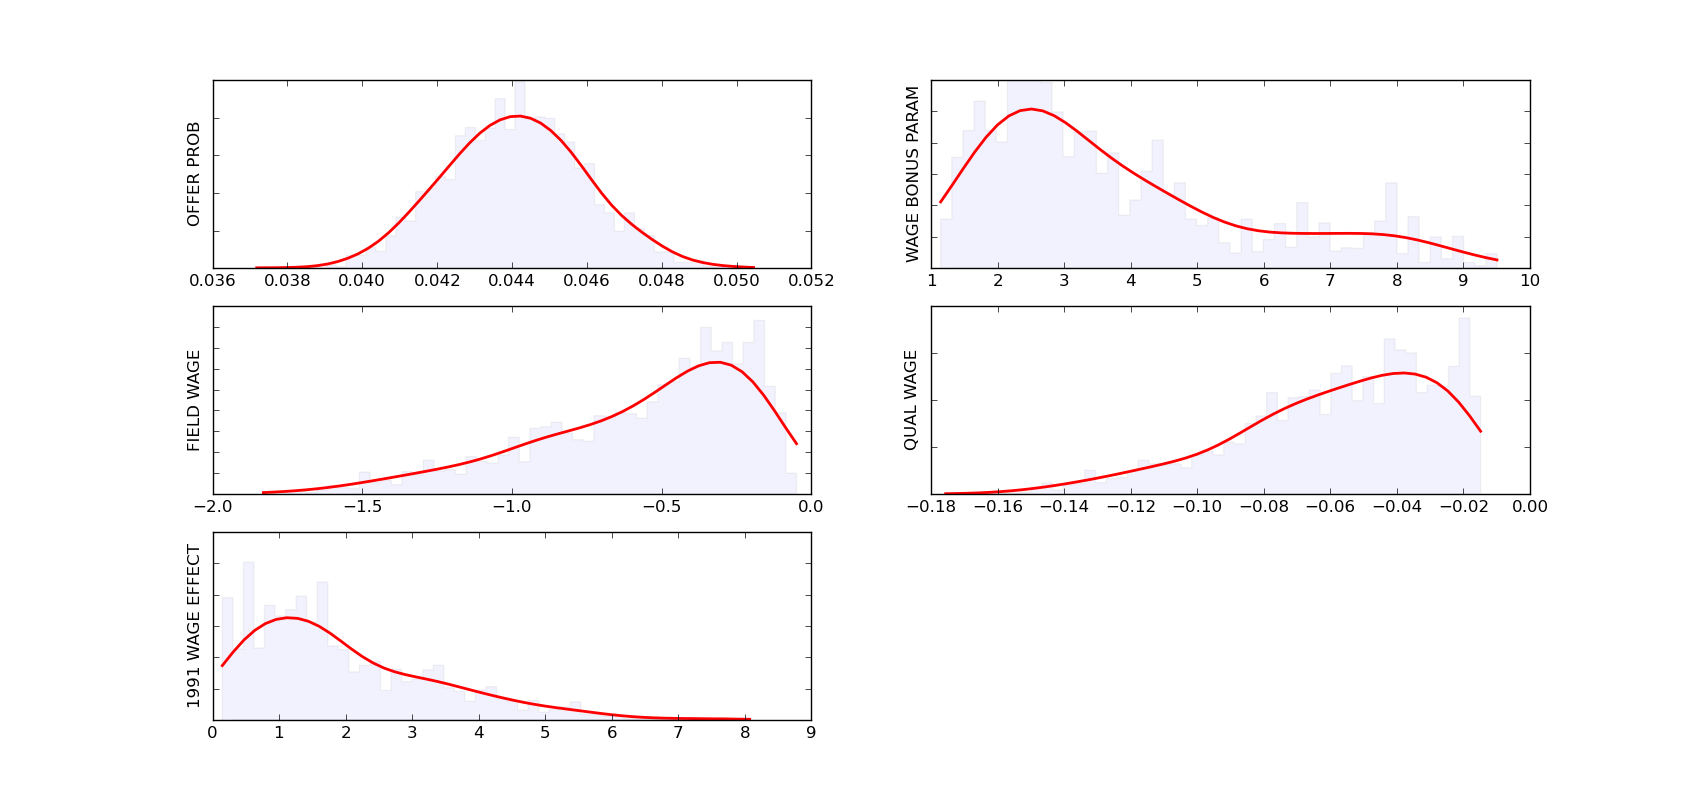 OFFER PROB
0.036 0.038 0.040 0.042 0.044 0.046 0.048 0.050 0.052
WAGE BONUS PARAM
1 2 3 4 5 6 7 8 9 10
FIELD WAGE
−2.0 −1.5 −1.0 −0.5 0.0
QUAL WAGE
−0.18 −0.16 −0.14 −0.12 −0.10 −0.08 −0.06 −0.04 −0.02 0.00
1991 WAGE EFFECT
0 1 2 3 4 5 6 7 8 9